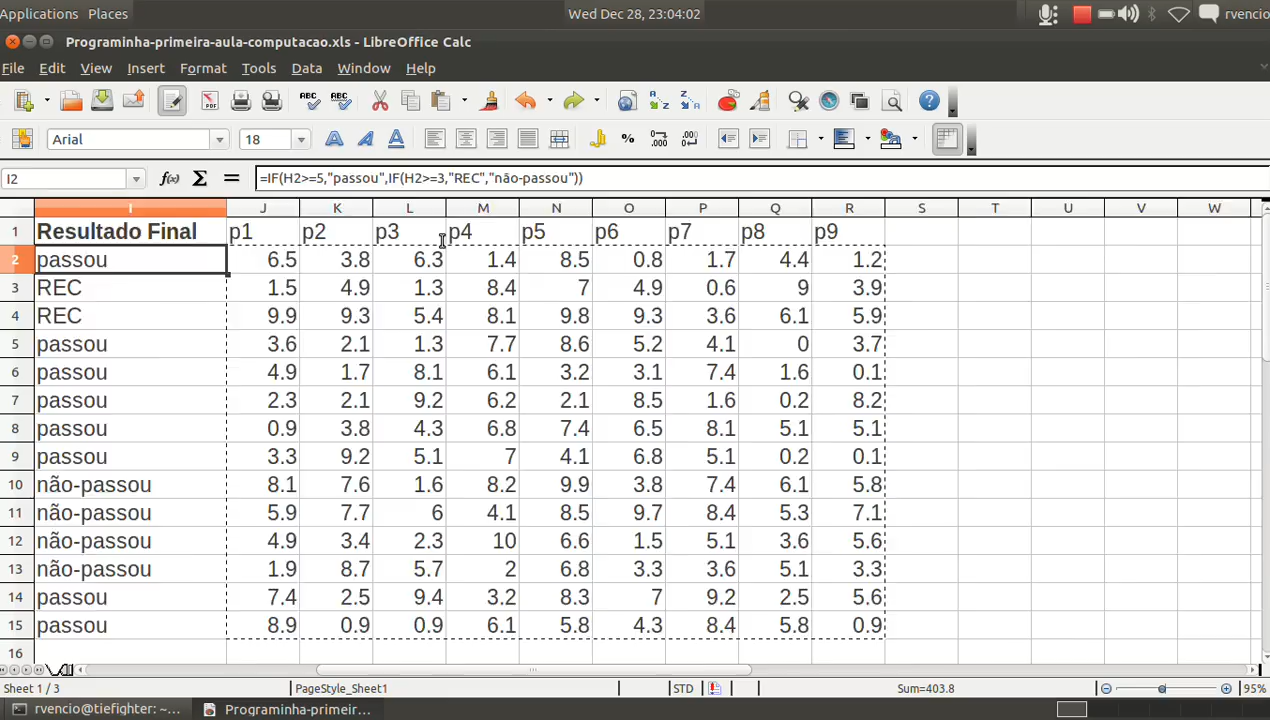 Applications Places Wed Dec 28, 23:04:02 rvencio
Programinha-primeira-aula-computacao.xls - LibreOffice Calc
File Edit View Insert Format Tools Data Window Help
Arial 18
I2 =IF(H2>=5,"passou",IF(H2>=3,"REC","não-passou"))
I J K L M N O P Q R S T U V W
1 Resultado Final p1 p2 p3 p4 p5 p6 p7 p8 p9
2 passou 6.5 3.8 6.3 1.4 8.5 0.8 1.7 4.4 1.2
3 REC 1.5 4.9 1.3 8.4 7 4.9 0.6 9 3.9
4 REC 9.9 9.3 5.4 8.1 9.8 9.3 3.6 6.1 5.9
5 passou 3.6 2.1 1.3 7.7 8.6 5.2 4.1 0 3.7
6 passou 4.9 1.7 8.1 6.1 3.2 3.1 7.4 1.6 0.1
7 passou 2.3 2.1 9.2 6.2 2.1 8.5 1.6 0.2 8.2
8 passou 0.9 3.8 4.3 6.8 7.4 6.5 8.1 5.1 5.1
9 passou 3.3 9.2 5.1 7 4.1 6.8 5.1 0.2 0.1
10 não-passou 8.1 7.6 1.6 8.2 9.9 3.8 7.4 6.1 5.8
11 não-passou 5.9 7.7 6 4.1 8.5 9.7 8.4 5.3 7.1
12 não-passou 4.9 3.4 2.3 10 6.6 1.5 5.1 3.6 5.6
13 não-passou 1.9 8.7 5.7 2 6.8 3.3 3.6 5.1 3.3
14 passou 7.4 2.5 9.4 3.2 8.3 7 9.2 2.5 5.6
15 passou 8.9 0.9 0.9 6.1 5.8 4.3 8.4 5.8 0.9
16
Sheet 1 / 3 PageStyle_Sheet1 STD Sum=403.8 95%
rvencio@tiefighter: ~... Programinha-primeir...